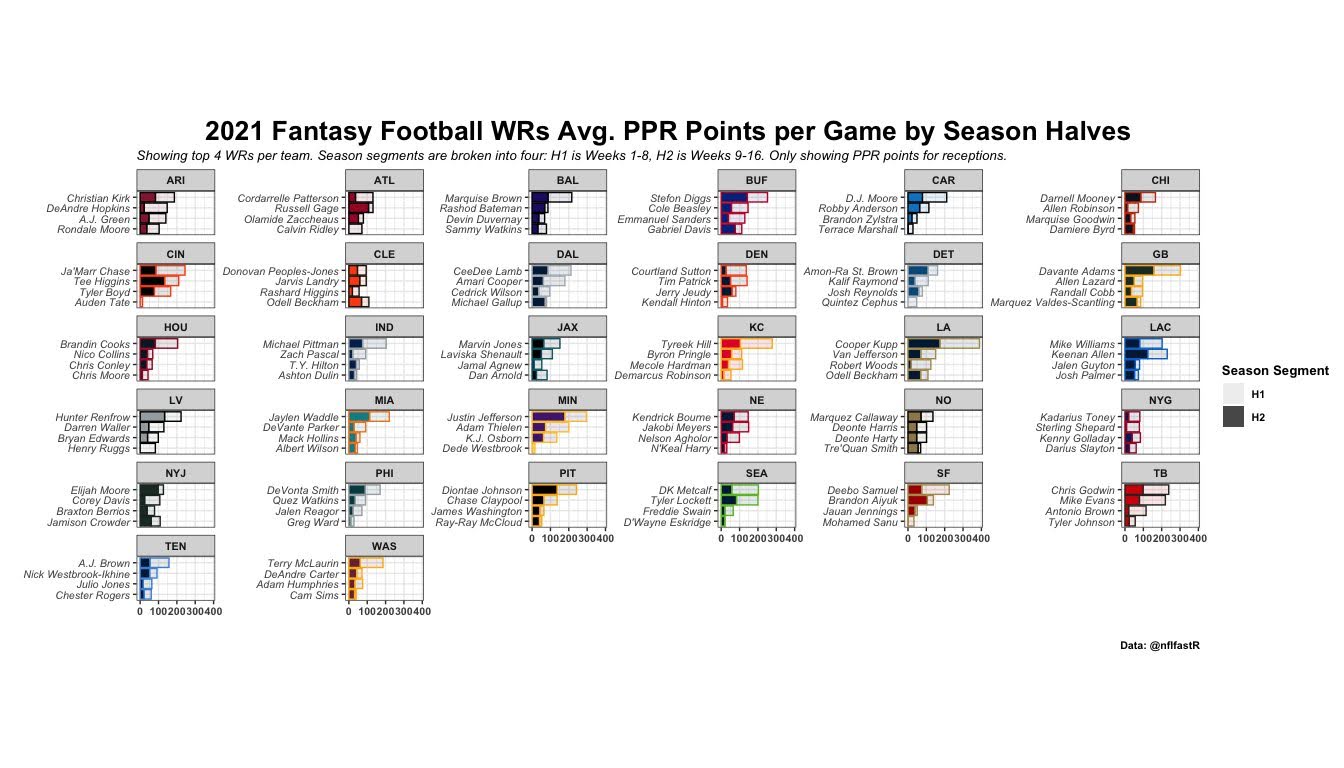 2021 Fantasy Football WRs Avg. PPR Points per Game by Season Halves
Showing top 4 WRs per team. Season segments are broken into four: H1 is Weeks 1-8, H2 is Weeks 9-16. Only showing PPR points for receptions.
ARI
Christian Kirk
DeAndre Hopkins
A.J. Green
Rondale Moore
ATL
Cordarrelle Patterson
Russell Gage
Olamide Zaccheaus
Calvin Ridley
BAL
Marquise Brown
Rashod Bateman
Devin Duvernay
Sammy Watkins
BUF
Stefon Diggs
Cole Beasley
Emmanuel Sanders
Gabriel Davis
CAR
D.J. Moore
Robby Anderson
Brandon Zylstra
Terrace Marshall
CHI
Darnell Mooney
Allen Robinson
Marquise Goodwin
Damiere Byrd
CIN
Ja'Marr Chase
Tee Higgins
Tyler Boyd
Auden Tate
CLE
Donovan Peoples-Jones
Jarvis Landry
Rashard Higgins
Odell Beckham
DAL
CeeDee Lamb
Amari Cooper
Cedrick Wilson
Michael Gallup
DEN
Courtland Sutton
Tim Patrick
Jerry Jeudy
Kendall Hinton
DET
Amon-Ra St. Brown
Kalif Raymond
Josh Reynolds
Quintez Cephus
GB
Davante Adams
Allen Lazard
Randall Cobb
Marquez Valdes-Scantling
HOU
Brandin Cooks
Nico Collins
Chris Conley
Chris Moore
IND
Michael Pittman
Zach Pascal
T.Y. Hilton
Ashton Dulin
JAX
Marvin Jones
Laviska Shenault
Jamal Agnew
Dan Arnold
KC
Tyreek Hill
Byron Pringle
Mecole Hardman
Demarcus Robinson
LA
Cooper Kupp
Van Jefferson
Robert Woods
Odell Beckham
LAC
Mike Williams
Keenan Allen
Jalen Guyton
Josh Palmer
LV
Hunter Renfrow
Darren Waller
Bryan Edwards
Henry Ruggs
MIA
Jaylen Waddle
DeVante Parker
Mack Hollins
Albert Wilson
MIN
Justin Jefferson
Adam Thielen
K.J. Osborn
Dede Westbrook
NE
Kendrick Bourne
Jakobi Meyers
Nelson Agholor
N'Keal Harry
NO
Marquez Callaway
Deonte Harris
Deonte Harty
Tre'Quan Smith
NYG
Kadarius Toney
Sterling Shepard
Kenny Golladay
Darius Slayton
NYJ
Elijah Moore
Corey Davis
Braxton Berrios
Jamison Crowder
PHI
DeVonta Smith
Quez Watkins
Jalen Reagor
Greg Ward
PIT
Diontae Johnson
Chase Claypool
James Washington
Ray-Ray McCloud
0 100200300400
SEA
DK Metcalf
Tyler Lockett
Freddie Swain
D'Wayne Eskridge
0 100200300400
SF
Deebo Samuel
Brandon Aiyuk
Jauan Jennings
Mohamed Sanu
0 100200300400
TB
Chris Godwin
Mike Evans
Antonio Brown
Tyler Johnson
0 100200300400
TEN
A.J. Brown
Nick Westbrook-Ikhine
Julio Jones
Chester Rogers
0 100200300400
WAS
Terry McLaurin
DeAndre Carter
Adam Humphries
Cam Sims
0 100200300400
Season Segment
H1
H2
Data: @nflfastR